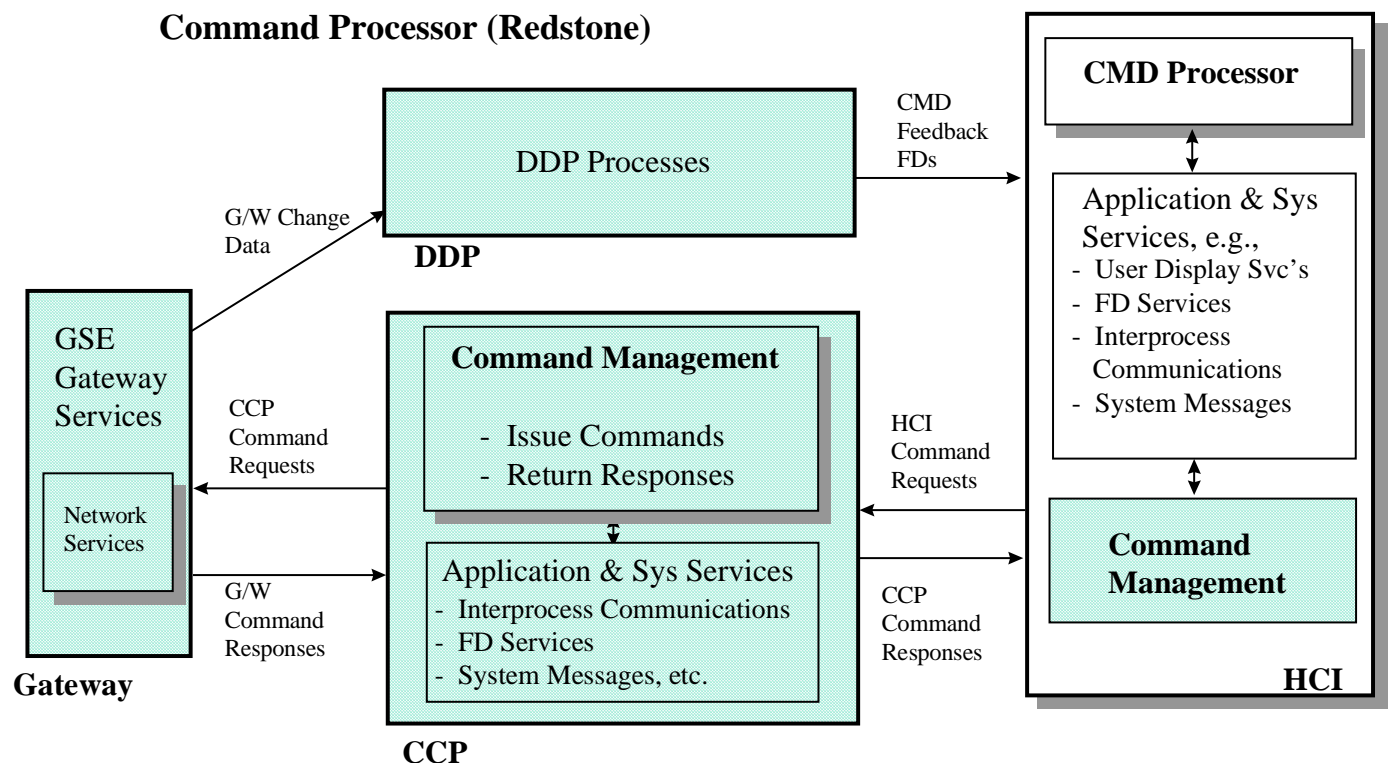 Command Processor (Redstone)
CMD Processor
CMD
Feedback
FDs
DDP Processes
G/W Change
Data
DDP
Application & Sys
Services, e.g.,
- User Display Svc's
- FD Services
- Interprocess
Communications
- System Messages
GSE
Gateway
Services
Command Management
- Issue Commands
- Return Responses
CCP
Command
Requests
HCI
Command
Requests
Network
Services
Command
Management
Application & Sys Services
- Interprocess Communications
- FD Services
- System Messages, etc.
G/W
Command
Responses
CCP
Command
Responses
Gateway
HCI
CCP